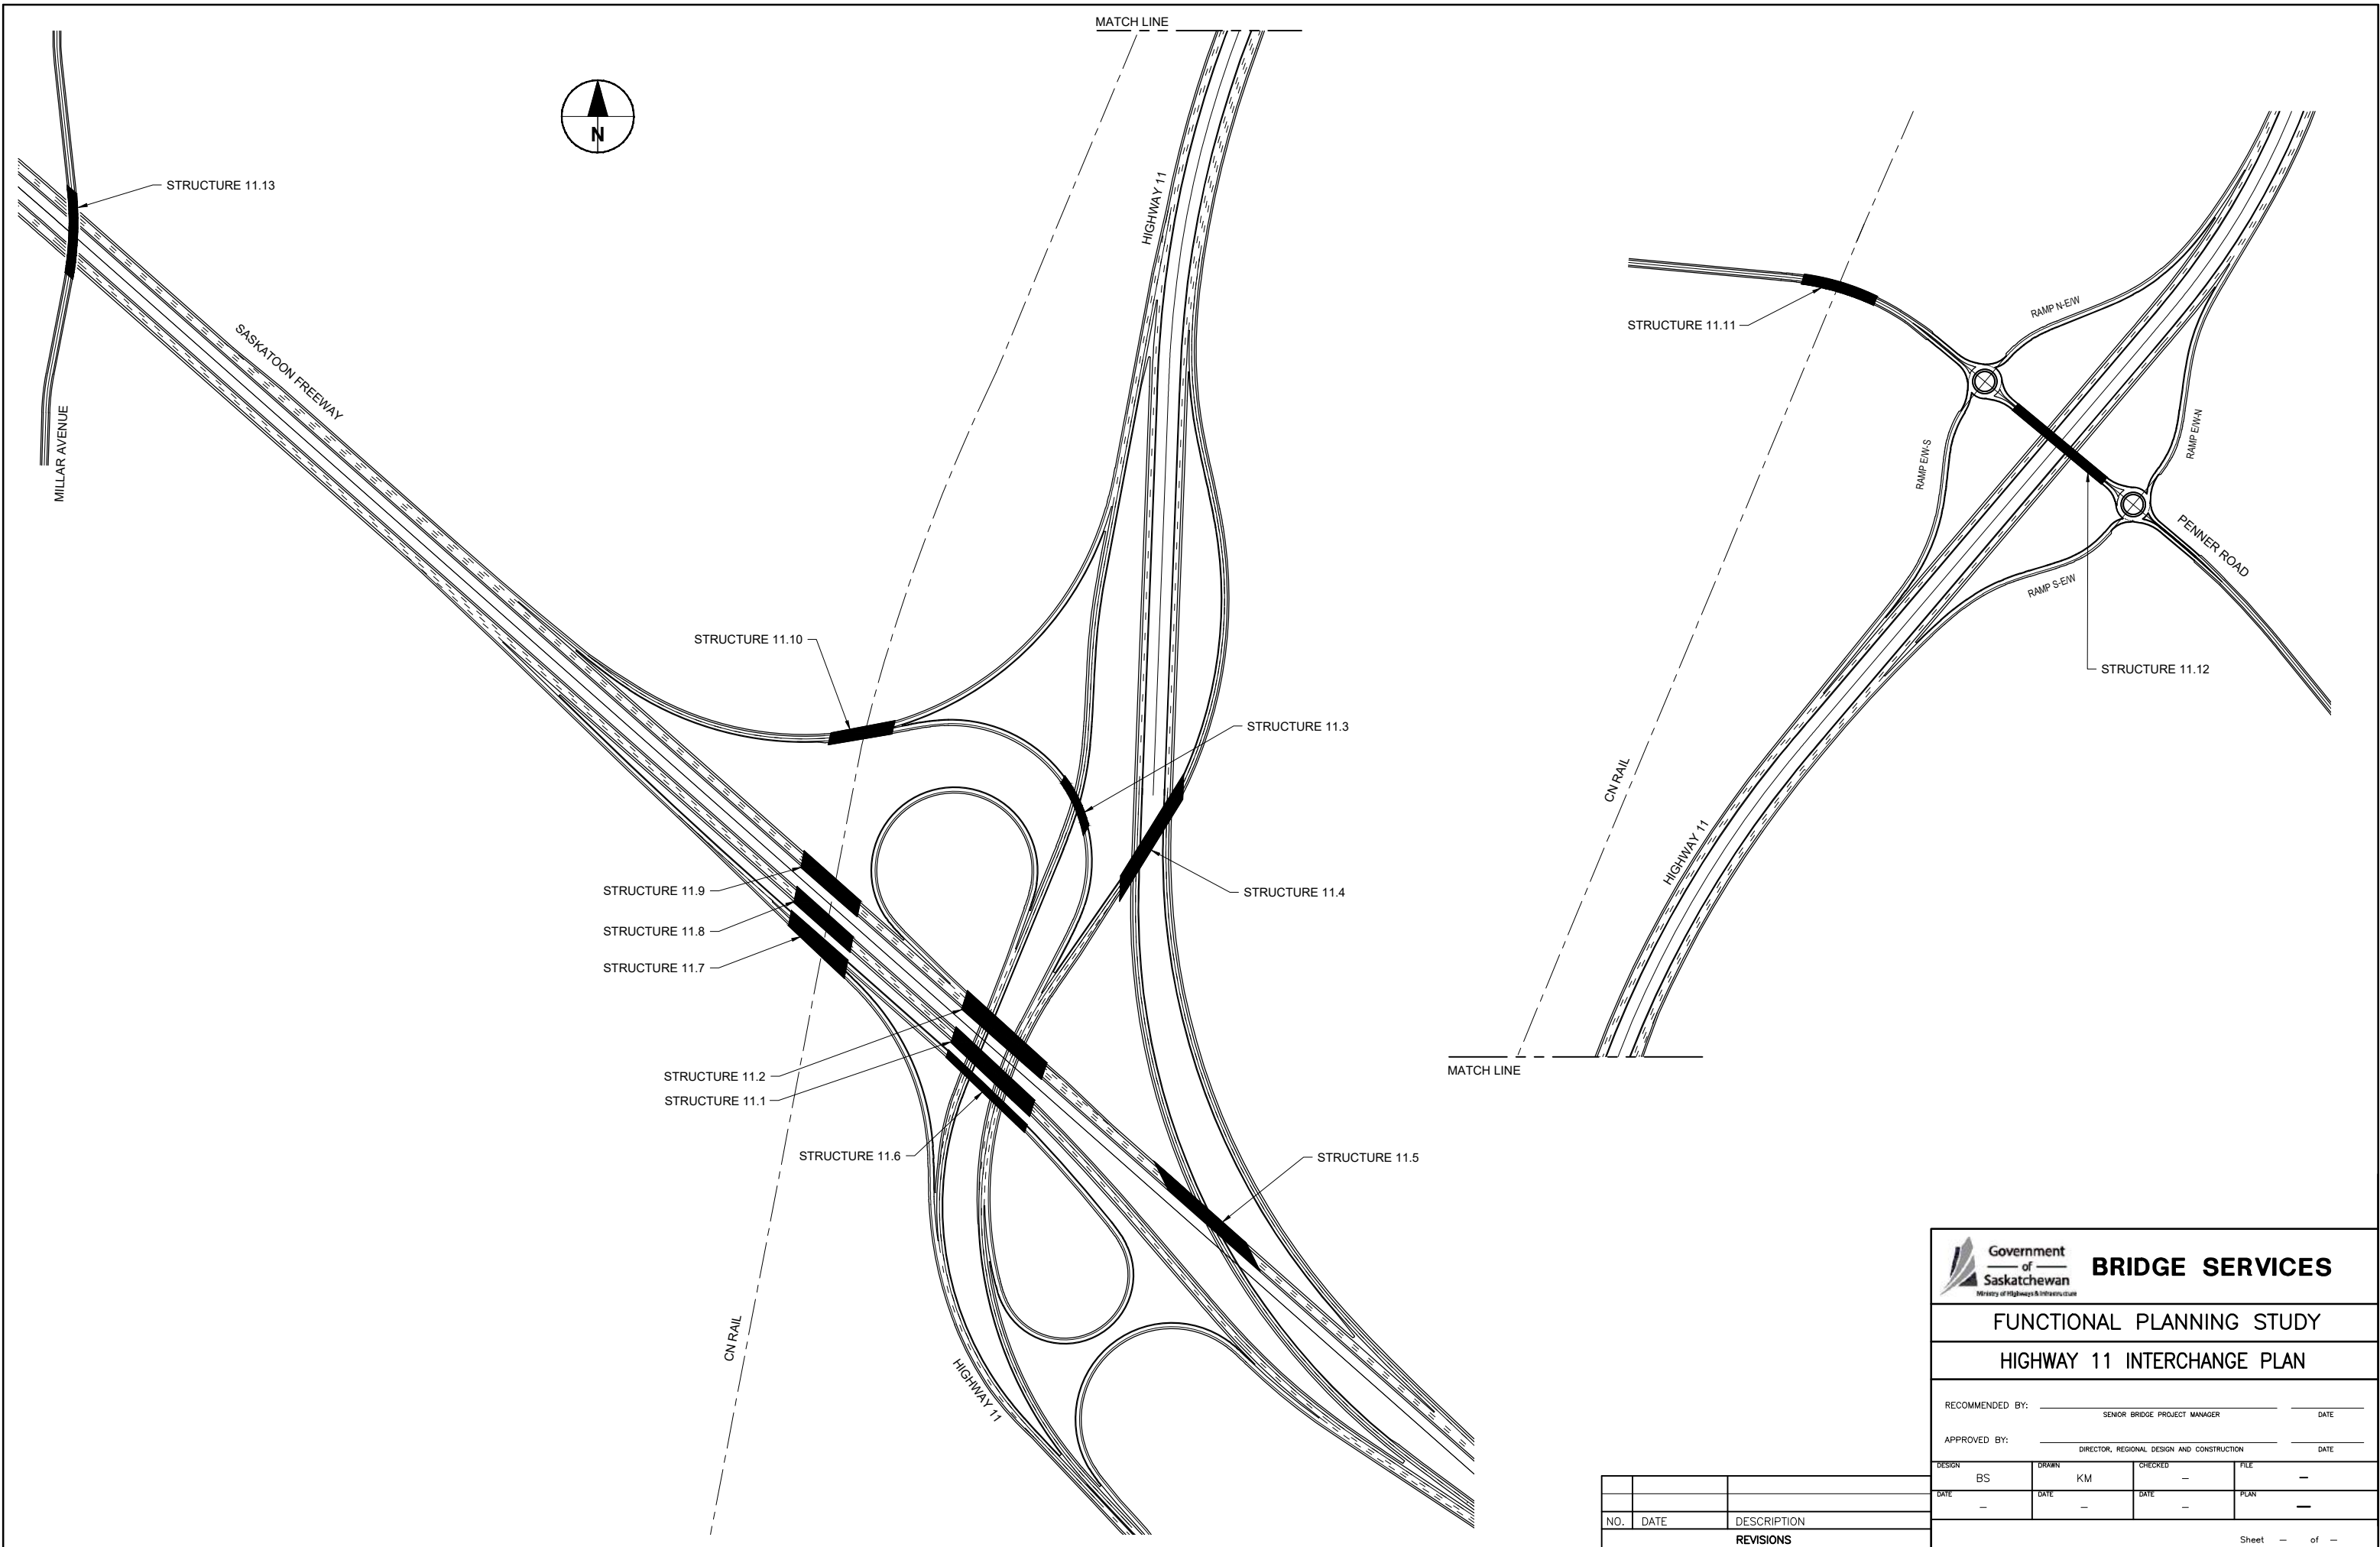 MATCH LINE
N
STRUCTURE 11.13
HIGHWAY 11
SASKATOON FREEWAY
MILLAR AVENUE
STRUCTURE 11.10
STRUCTURE 11.3
STRUCTURE 11.9
STRUCTURE 11.4
STRUCTURE 11.8
STRUCTURE 11.7
STRUCTURE 11.2
STRUCTURE 11.1
STRUCTURE 11.6
STRUCTURE 11.5
CN RAIL
HIGHWAY 11
RAMP N-E/W
STRUCTURE 11.11
RAMP E/W-S
RAMP E/W-N
PENNER ROAD
RAMP S-E/W
STRUCTURE 11.12
CN RAIL
HIGHWAY 11
MATCH LINE
Government
of
Saskatchewan
Ministry of Highways & Infrastructure
BRIDGE SERVICES
FUNCTIONAL PLANNING STUDY
HIGHWAY 11 INTERCHANGE PLAN
RECOMMENDED BY:
SENIOR BRIDGE PROJECT MANAGER DATE
APPROVED BY:
DIRECTOR, REGIONAL DESIGN AND CONSTRUCTION DATE
DESIGN DRAWN CHECKED FILE
BS KM – –
DATE DATE DATE PLAN
– – – –
Sheet – of –
NO. DATE DESCRIPTION
REVISIONS